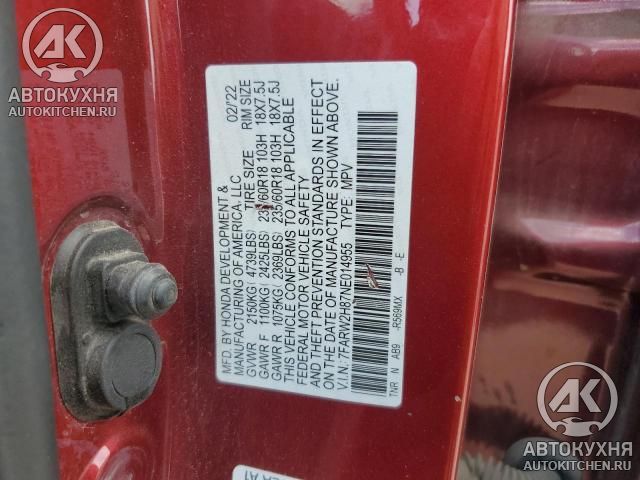 AK
АВТОКУХНЯ
AUTOKITCHEN.RU
MFD. BY HONDA DEVELOPMENT &
MANUFACTURING OF AMERICA, LLC. 02/'22
GVWR 2150KG( 4739LBS) TIRE SIZE RIM SIZE
GAWR F 1100KG( 2425LBS) 235/60R18 103H 18X7.5J
GAWR R 1075KG( 2369LBS) 235/60R18 103H 18X7.5J
THIS VEHICLE CONFORMS TO ALL APPLICABLE
FEDERAL MOTOR VEHICLE SAFETY
AND THEFT PREVENTION STANDARDS IN EFFECT
ON THE DATE OF MANUFACTURE SHOWN ABOVE.
V.I.N.: 7FARW2H87NE014955 TYPE: MPV
TNR N AB9 -R569MX -B -E
AK
АВТОКУХНЯ
AUTOKITCHEN.RU